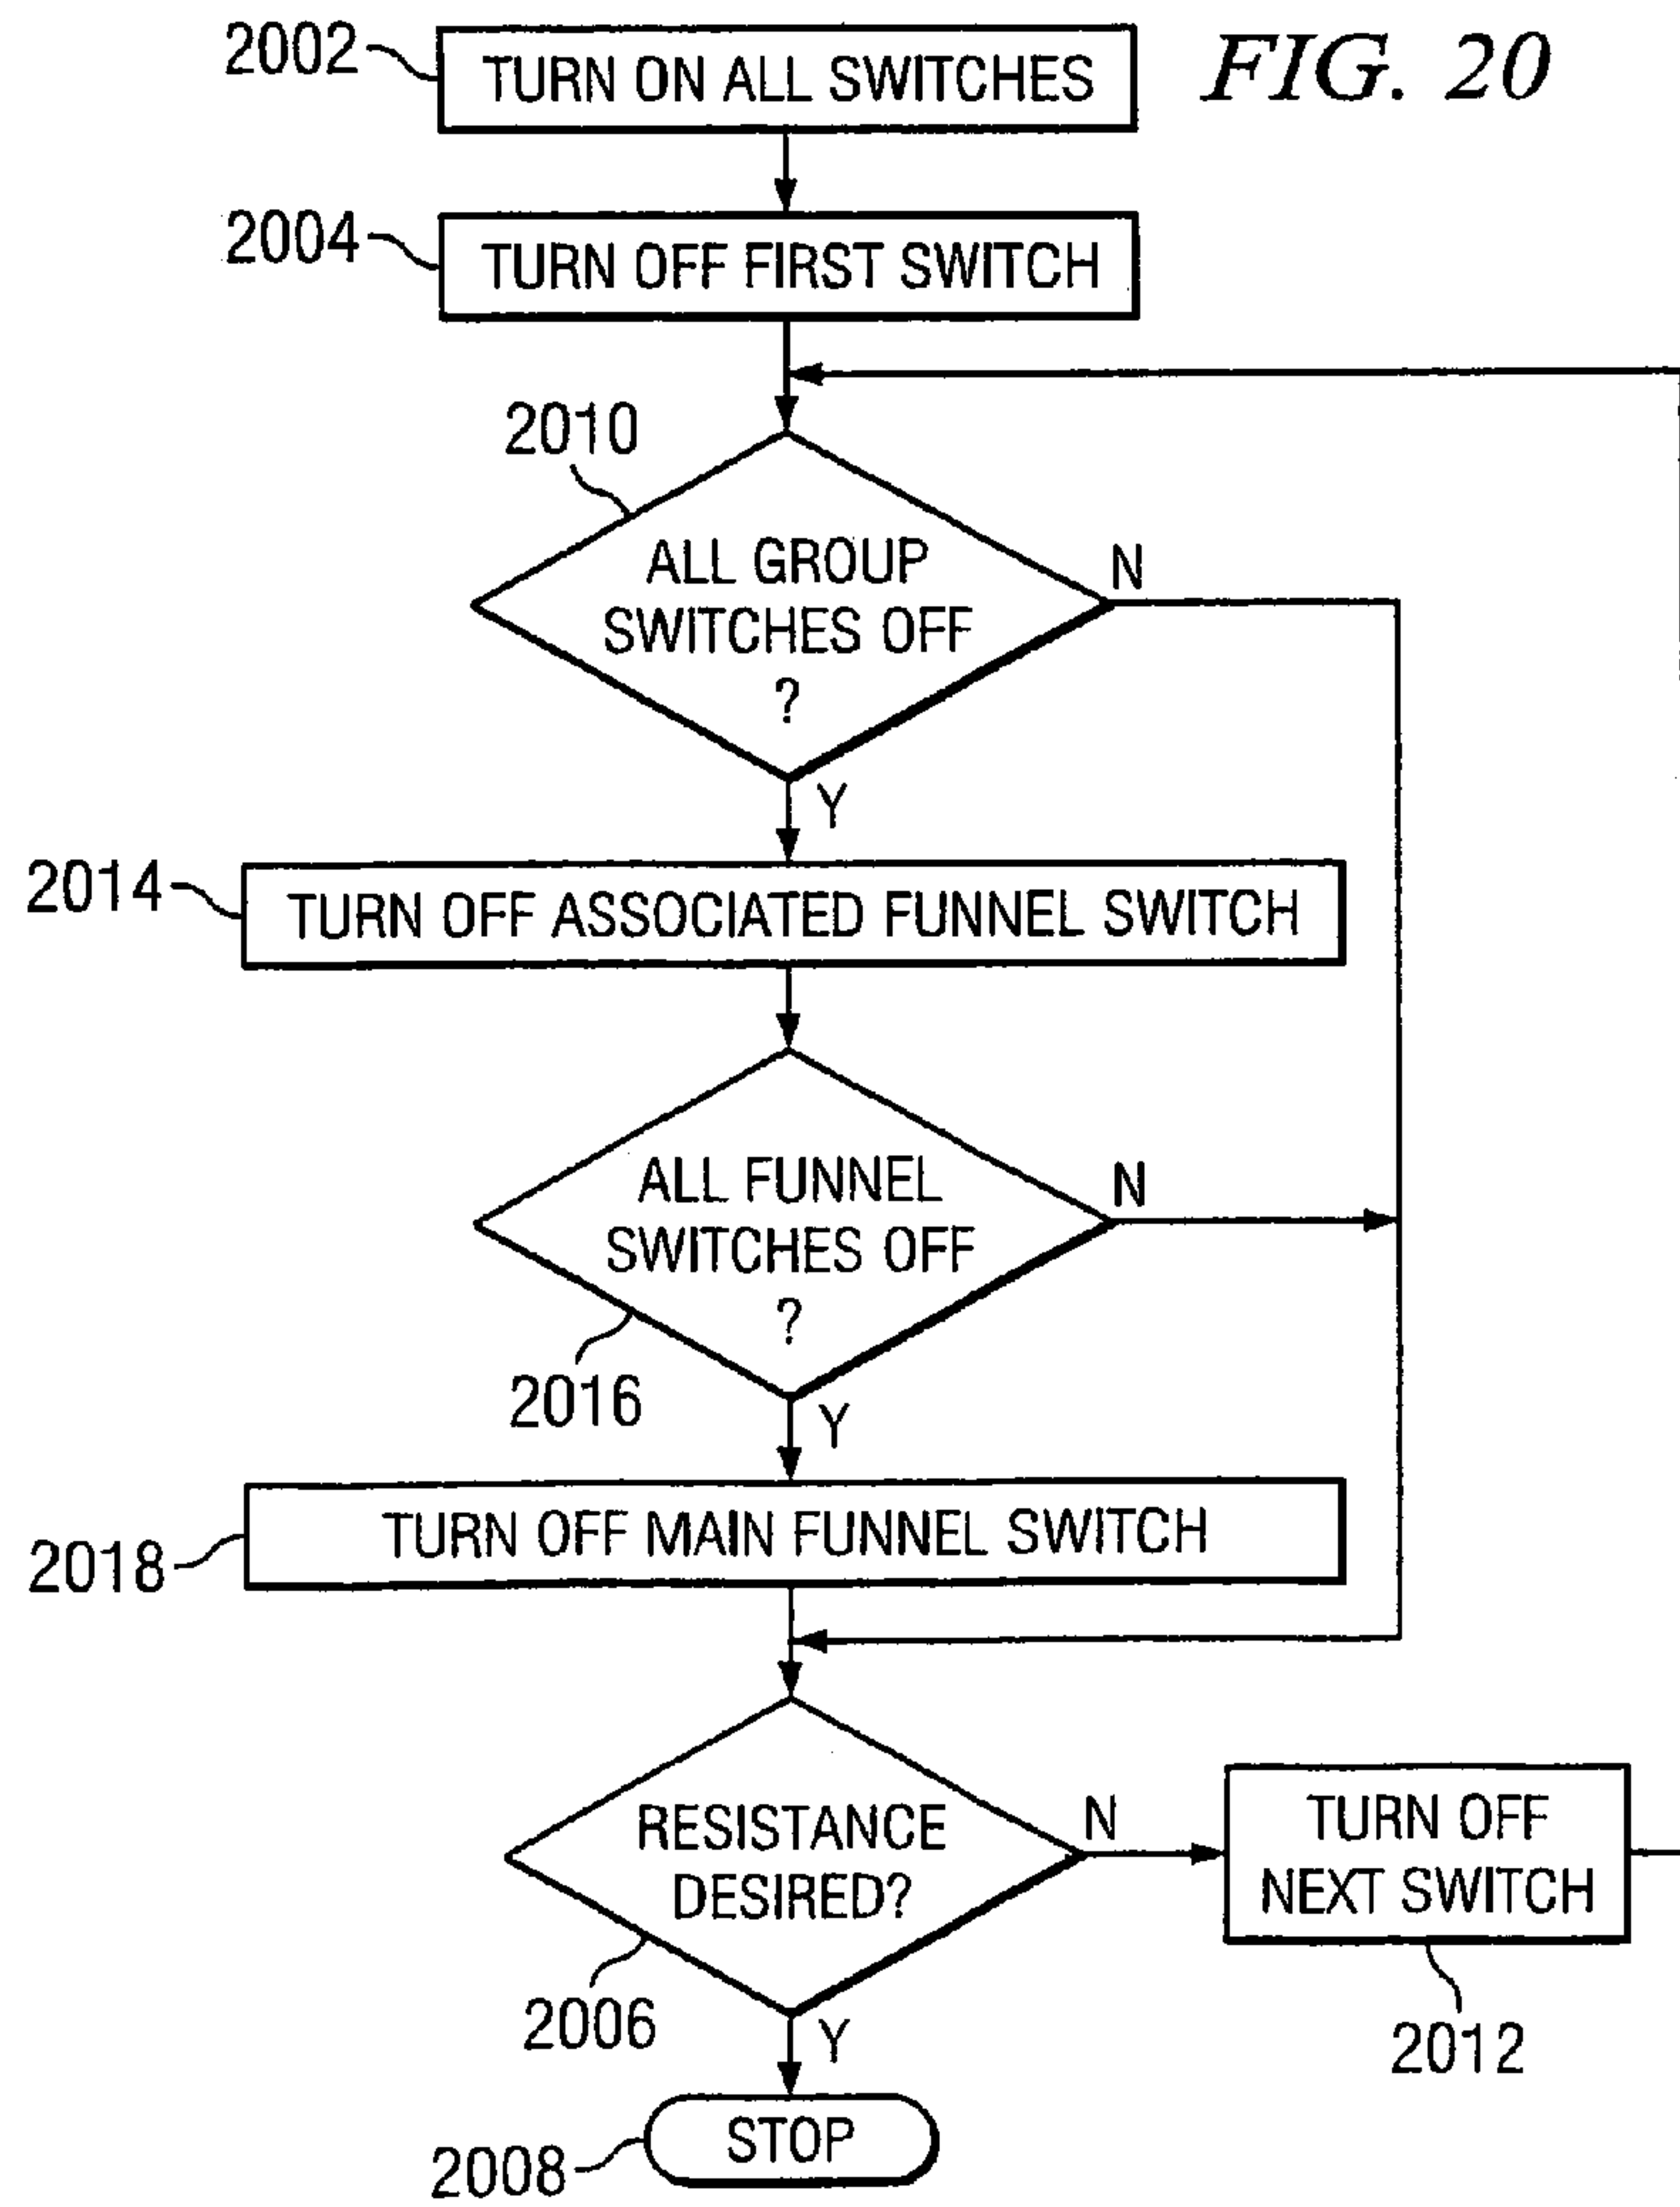 FIG. 20
2002
TURN ON ALL SWITCHES
2004
TURN OFF FIRST SWITCH
2010
ALL GROUP
SWITCHES OFF
?
N
Y
2014
TURN OFF ASSOCIATED FUNNEL SWITCH
ALL FUNNEL
SWITCHES OFF
?
N
2016
Y
2018
TURN OFF MAIN FUNNEL SWITCH
RESISTANCE
DESIRED?
N
TURN OFF
NEXT SWITCH
2006
2012
Y
STOP
2008